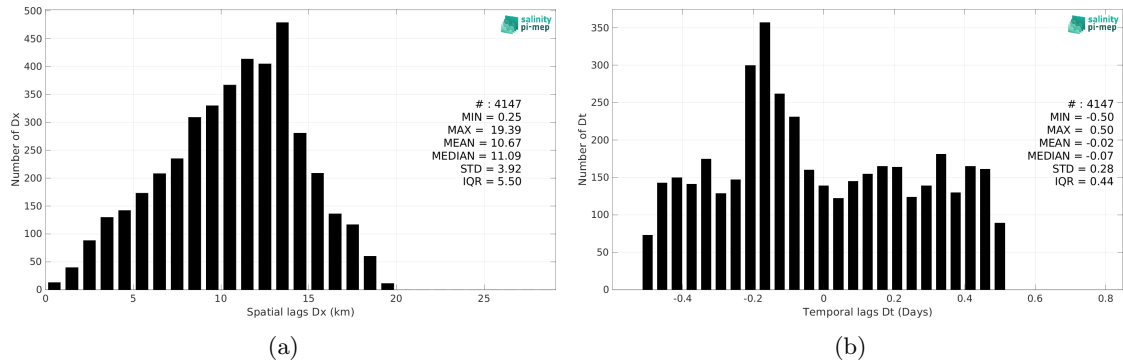 salinity
pi-mep
500
450
400
350
300
250
200
150
100
50
0
Number of Dx
# : 4147
MIN = 0.25
MAX = 19.39
MEAN = 10.67
MEDIAN = 11.09
STD = 3.92
IQR = 5.50
0 5 10 15 20 25
Spatial lags Dx (km)
(a)
salinity
pi-mep
350
300
250
200
150
100
50
0
Number of Dt
# : 4147
MIN = -0.50
MAX = 0.50
MEAN = -0.02
MEDIAN = -0.07
STD = 0.28
IQR = 0.44
-0.4 -0.2 0 0.2 0.4 0.6 0.8
Temporal lags Dt (Days)
(b)